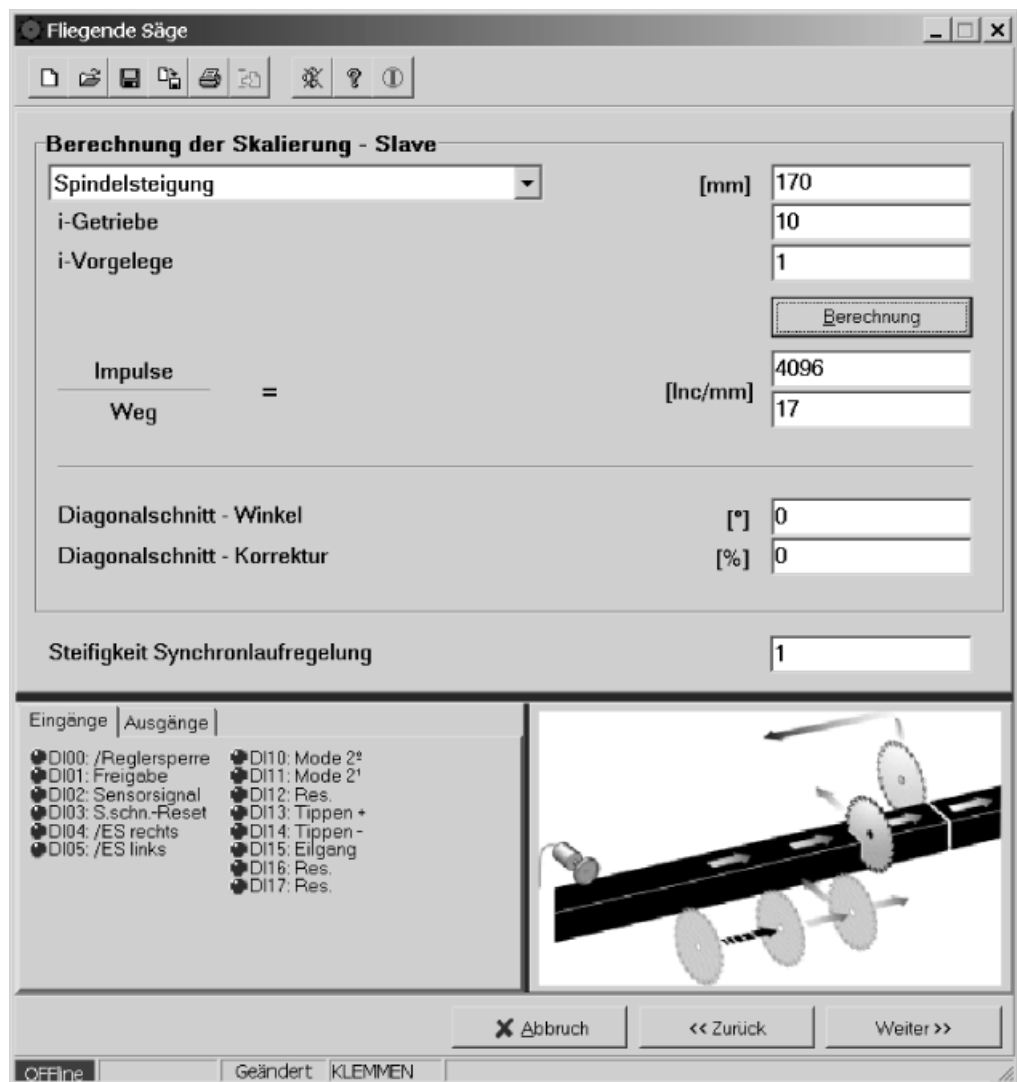 Fliegende Säge
Berechnung der Skalierung - Slave
Spindelsteigung [mm] 170
i-Getriebe 10
i-Vorgelege 1
Berechnung
Impulse 4096
= [Inc/mm]
Weg 17
Diagonalschnitt - Winkel [°] 0
Diagonalschnitt - Korrektur [%] 0
Steifigkeit Synchronlaufregelung 1
Eingänge Ausgänge
DI00: /Reglersperre DI10: Mode 2º
DI01: Freigabe DI11: Mode 2¹
DI02: Sensorsignal DI12: Res.
DI03: S.schn.-Reset DI13: Tippen +
DI04: /ES rechts DI14: Tippen -
DI05: /ES links DI15: Eilgang
DI16: Res.
DI17: Res.
Abbruch << Zurück Weiter >>
OFFline Geändert KLEMMEN